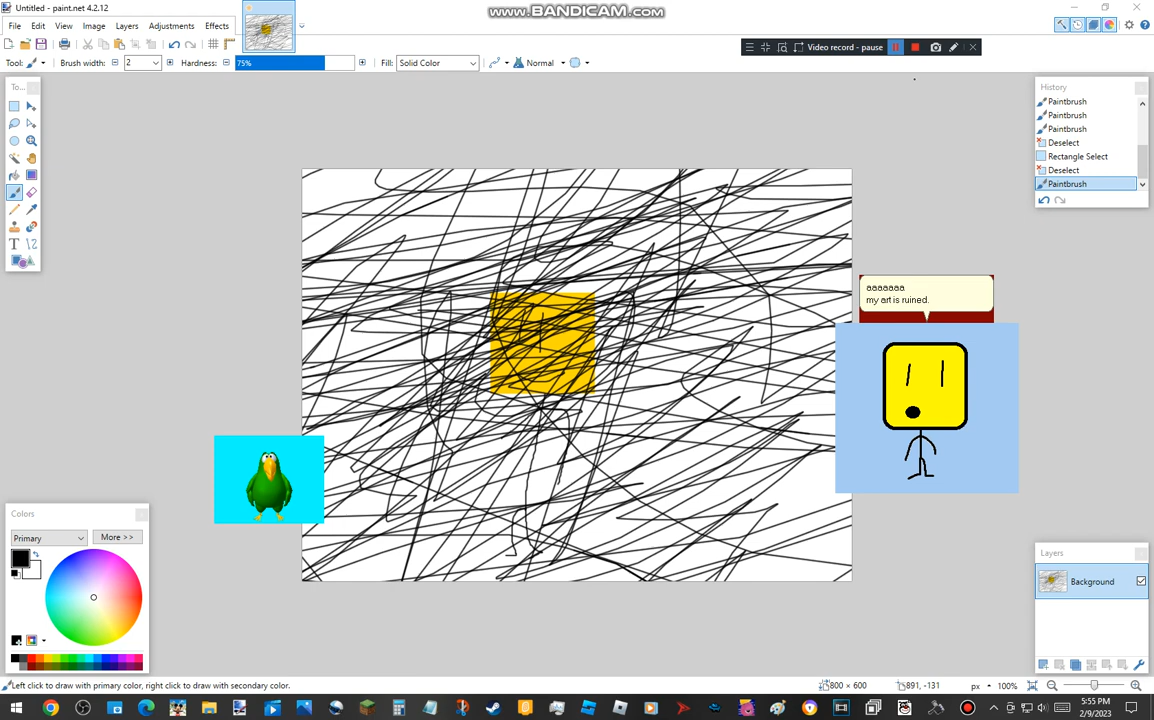 Untitled - paint.net 4.2.12
www.BANDICAM.com
File Edit View Image Layers Adjustments Effects
Video record - pause
Tool: Brush width: 2 Hardness: 75% Fill: Solid Color Normal
To...
History
Paintbrush
Paintbrush
Paintbrush
Deselect
Rectangle Select
Deselect
Paintbrush
aaaaaaa
my art is ruined.
Colors
Primary More >>
Layers
Background
Left click to draw with primary color, right click to draw with secondary color. 800 × 600 891, -131 px 100%
5:55 PM
2/9/2023